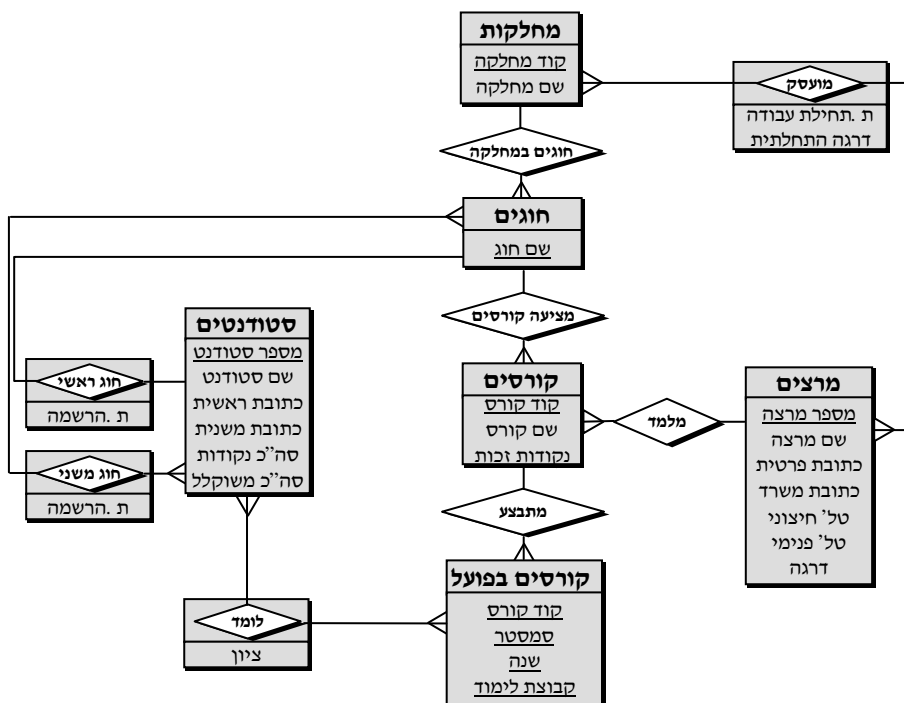 מחלקות
קוד מחלקה
שם מחלקה
מועסק
ת .תחילת עבודה
דרגה התחלתית
חוגים במחלקה
חוגים
שם חוג
מציעה קורסים
סטודנטים
מספר סטודנט
שם סטודנט
כתובת ראשית
כתובת משנית
סה״כ נקודות
סה״כ משוקלל
חוג ראשי
ת .הרשמה
חוג משני
ת .הרשמה
קורסים
קוד קורס
שם קורס
נקודות זכות
מלמד
מרצים
מספר מרצה
שם מרצה
כתובת פרטית
כתובת משרד
טל׳ חיצוני
טל׳ פנימי
דרגה
מתבצע
קורסים בפועל
קוד קורס
סמסטר
שנה
קבוצת לימוד
לומד
ציון